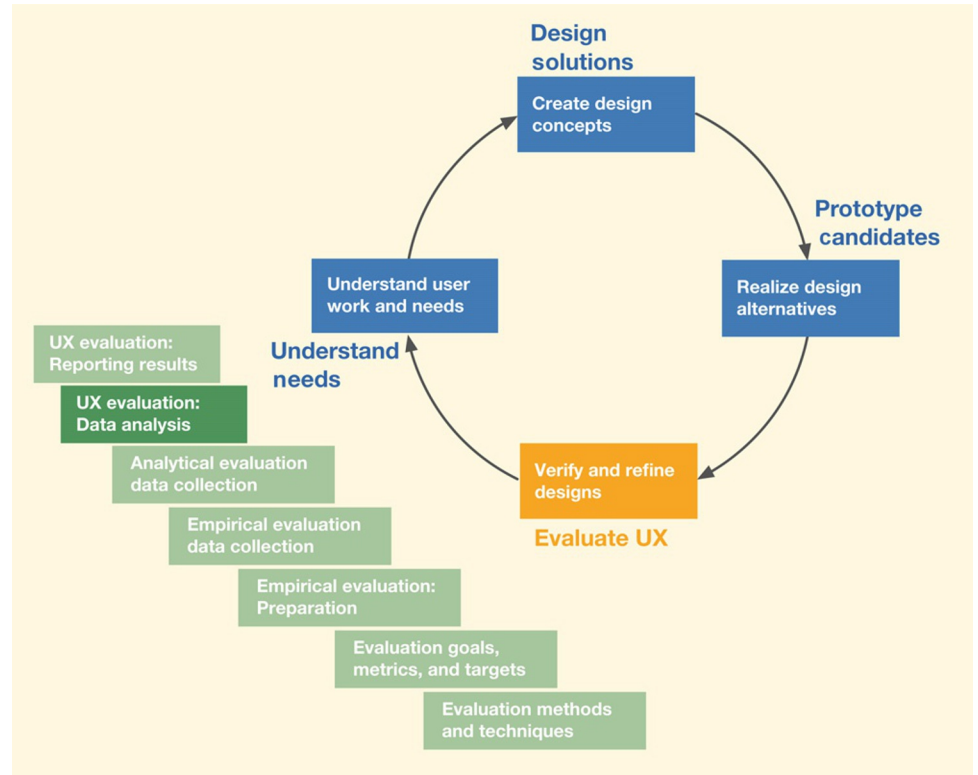 Design
solutions
Create design
concepts
Prototype
candidates
Realize design
alternatives
Understand user
work and needs
Understand
needs
Verify and refine
designs
Evaluate UX
UX evaluation:
Reporting results
UX evaluation:
Data analysis
Analytical evaluation
data collection
Empirical evaluation
data collection
Empirical evaluation:
Preparation
Evaluation goals,
metrics, and targets
Evaluation methods
and techniques